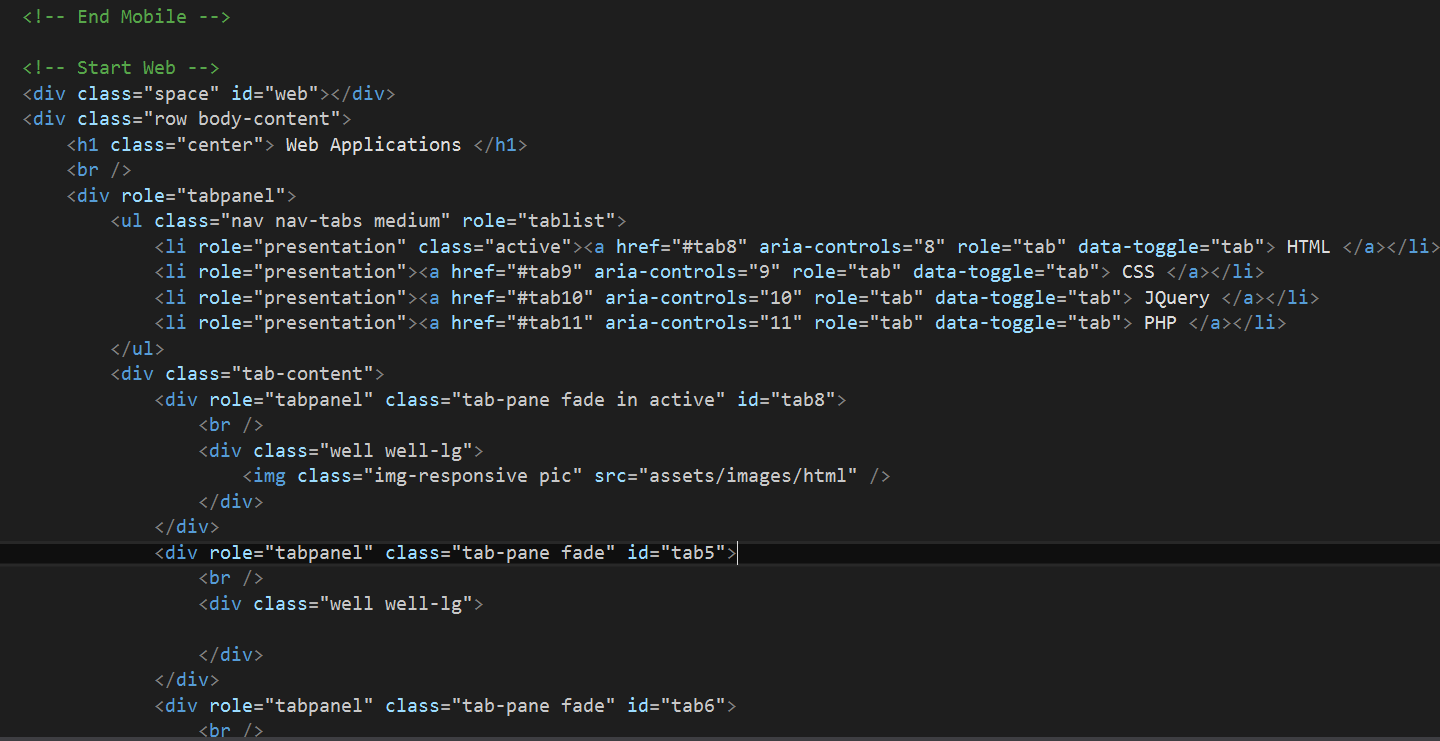 <!-- End Mobile -->
<!-- Start Web -->
<div class="space" id="web"></div>
<div class="row body-content">
    <h1 class="center"> Web Applications </h1>
    <br />
    <div role="tabpanel">
        <ul class="nav nav-tabs medium" role="tablist">
            <li role="presentation" class="active"><a href="#tab8" aria-controls="8" role="tab" data-toggle="tab"> HTML </a></li>
            <li role="presentation"><a href="#tab9" aria-controls="9" role="tab" data-toggle="tab"> CSS </a></li>
            <li role="presentation"><a href="#tab10" aria-controls="10" role="tab" data-toggle="tab"> JQuery </a></li>
            <li role="presentation"><a href="#tab11" aria-controls="11" role="tab" data-toggle="tab"> PHP </a></li>
        </ul>
        <div class="tab-content">
            <div role="tabpanel" class="tab-pane fade in active" id="tab8">
                <br />
                <div class="well well-lg">
                    <img class="img-responsive pic" src="assets/images/html" />
                </div>
            </div>
            <div role="tabpanel" class="tab-pane fade" id="tab5">
                <br />
                <div class="well well-lg">
                </div>
            </div>
            <div role="tabpanel" class="tab-pane fade" id="tab6">
                <br />